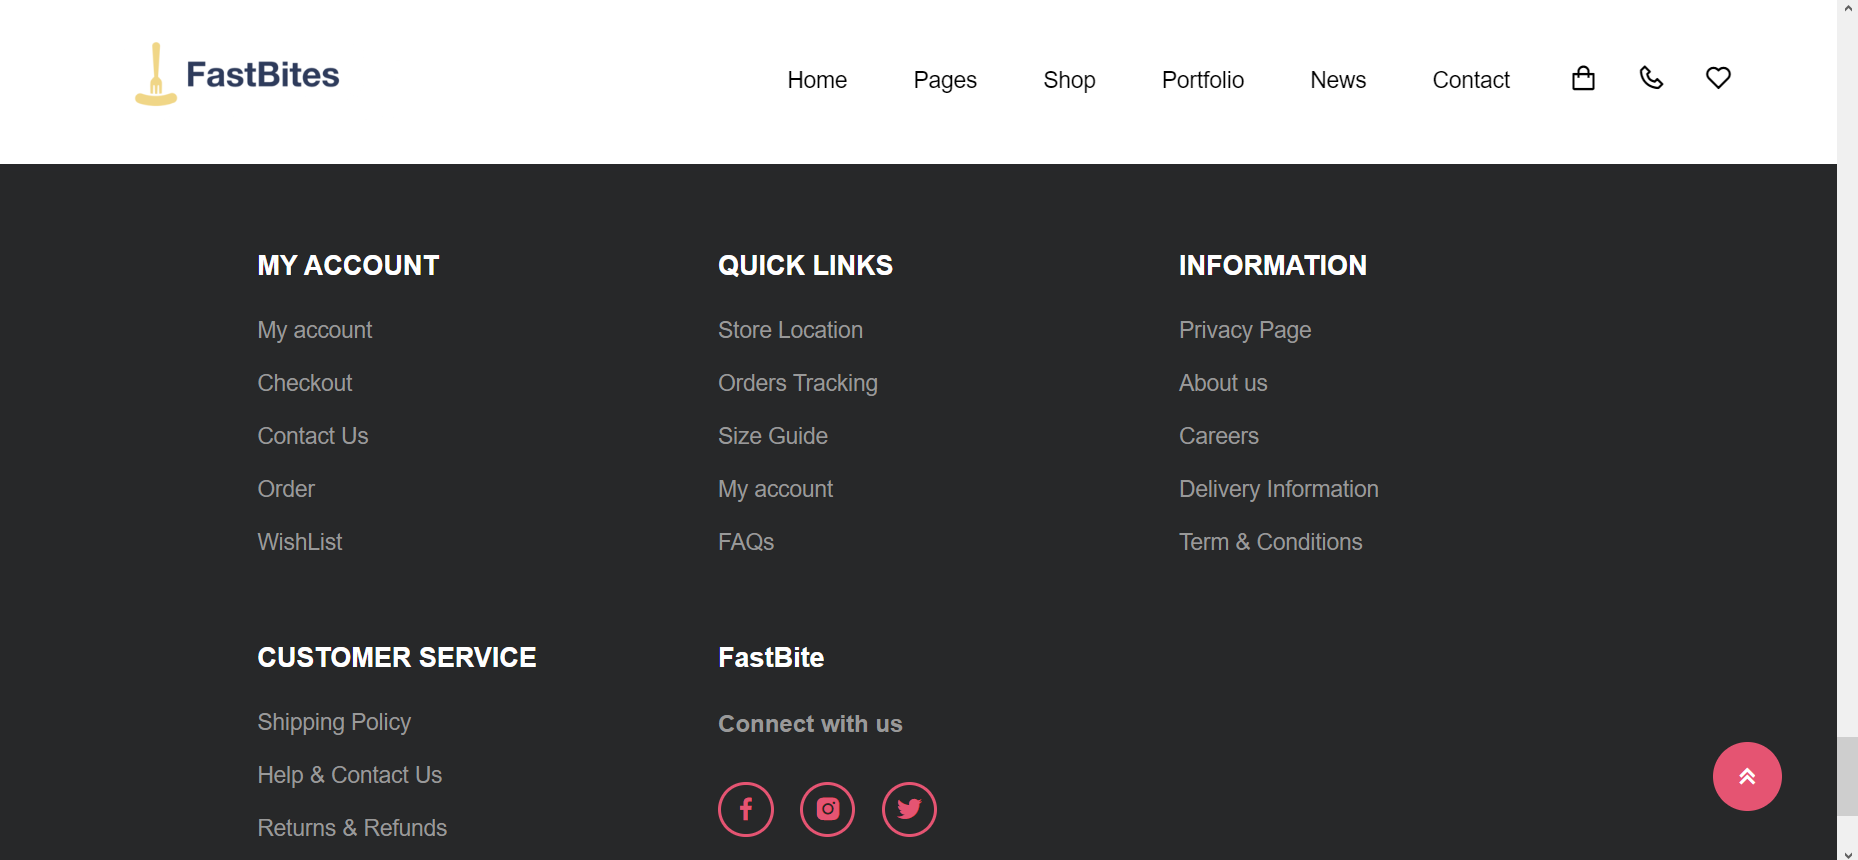 FastBites
Home Pages Shop Portfolio News Contact
MY ACCOUNT
My account
Checkout
Contact Us
Order
WishList
QUICK LINKS
Store Location
Orders Tracking
Size Guide
My account
FAQs
INFORMATION
Privacy Page
About us
Careers
Delivery Information
Term & Conditions
CUSTOMER SERVICE
Shipping Policy
Help & Contact Us
Returns & Refunds
FastBite
Connect with us